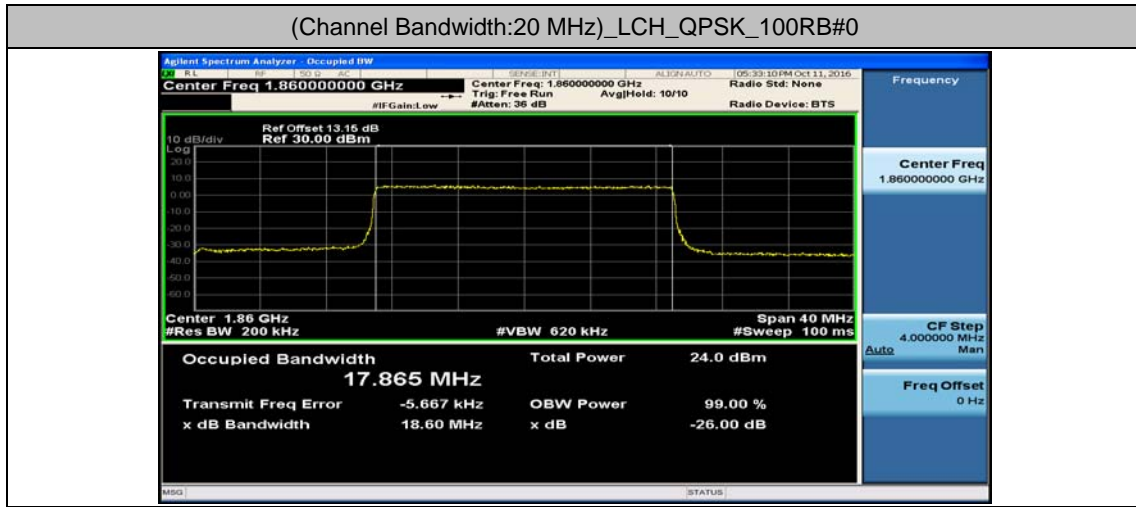 (Channel Bandwidth:20 MHz)_LCH_QPSK_100RB#0
Agilent Spectrum Analyzer - Occupied BW
RL RF 50 Ω AC SENSE:INT ALIGN AUTO 05:33:10 PM Oct 11, 2016
Center Freq 1.860000000 GHz Center Freq: 1.860000000 GHz Radio Std: None
Trig: Free Run Avg|Hold: 10/10
#IFGain:Low #Atten: 36 dB Radio Device: BTS
Ref Offset 13.15 dB
10 dB/div Ref 30.00 dBm
Log
20.0
10.0
0.00
-10.0
-20.0
-30.0
-40.0
-50.0
-60.0
Center 1.86 GHz Span 40 MHz
#Res BW 200 kHz #VBW 620 kHz #Sweep 100 ms
Occupied Bandwidth Total Power 24.0 dBm
17.865 MHz
Transmit Freq Error -5.667 kHz OBW Power 99.00 %
x dB Bandwidth 18.60 MHz x dB -26.00 dB
MSG STATUS
Frequency
Center Freq
1.860000000 GHz
CF Step
4.000000 MHz
Auto Man
Freq Offset
0 Hz